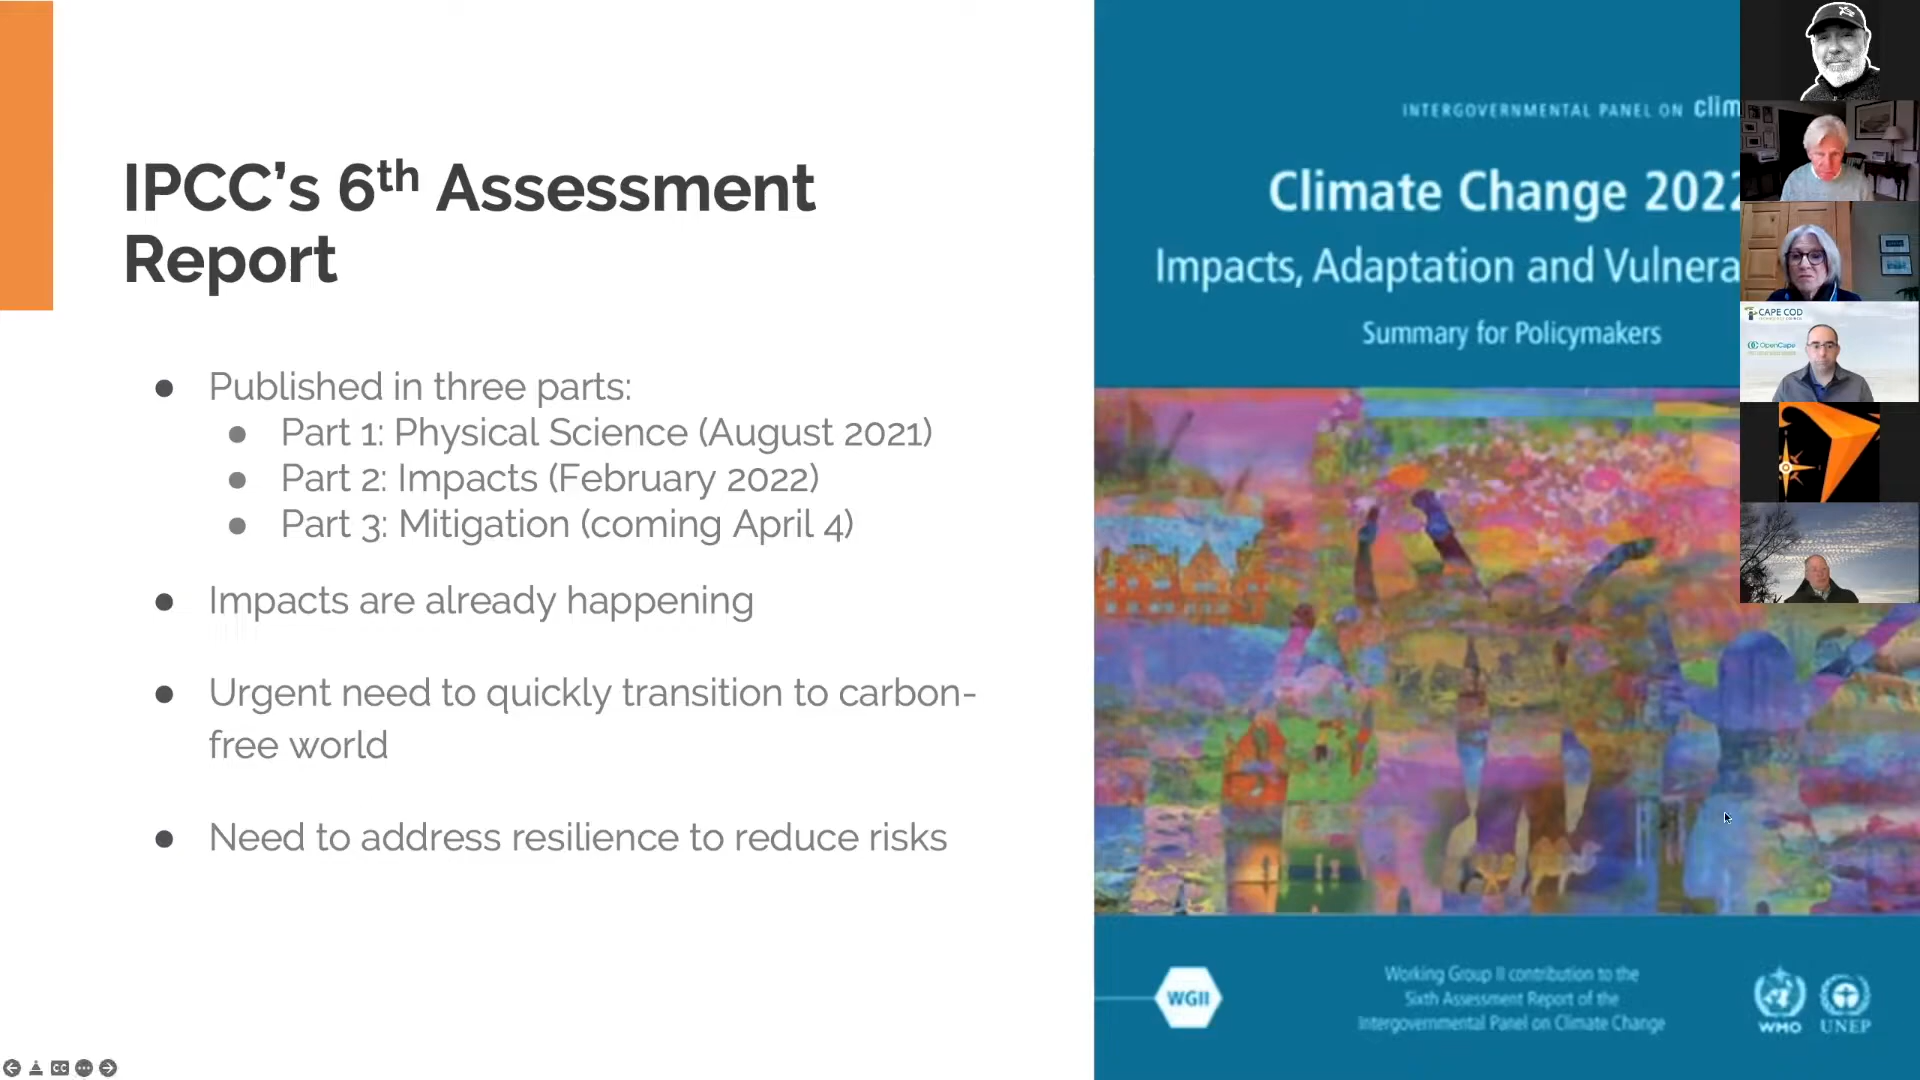 IPCC’s 6th Assessment
Report
● Published in three parts:
● Part 1: Physical Science (August 2021)
● Part 2: Impacts (February 2022)
● Part 3: Mitigation (coming April 4)
● Impacts are already happening
● Urgent need to quickly transition to carbon-
free world
● Need to address resilience to reduce risks
INTERGOVERNMENTAL PANEL ON clim
Climate Change 2022
Impacts, Adaptation and Vulnera
Summary for Policymakers
WGII
Working Group II contribution to the
Sixth Assessment Report of the
Intergovernmental Panel on Climate Change
WMO
UNEP
CAPE COD
OpenCape
CC